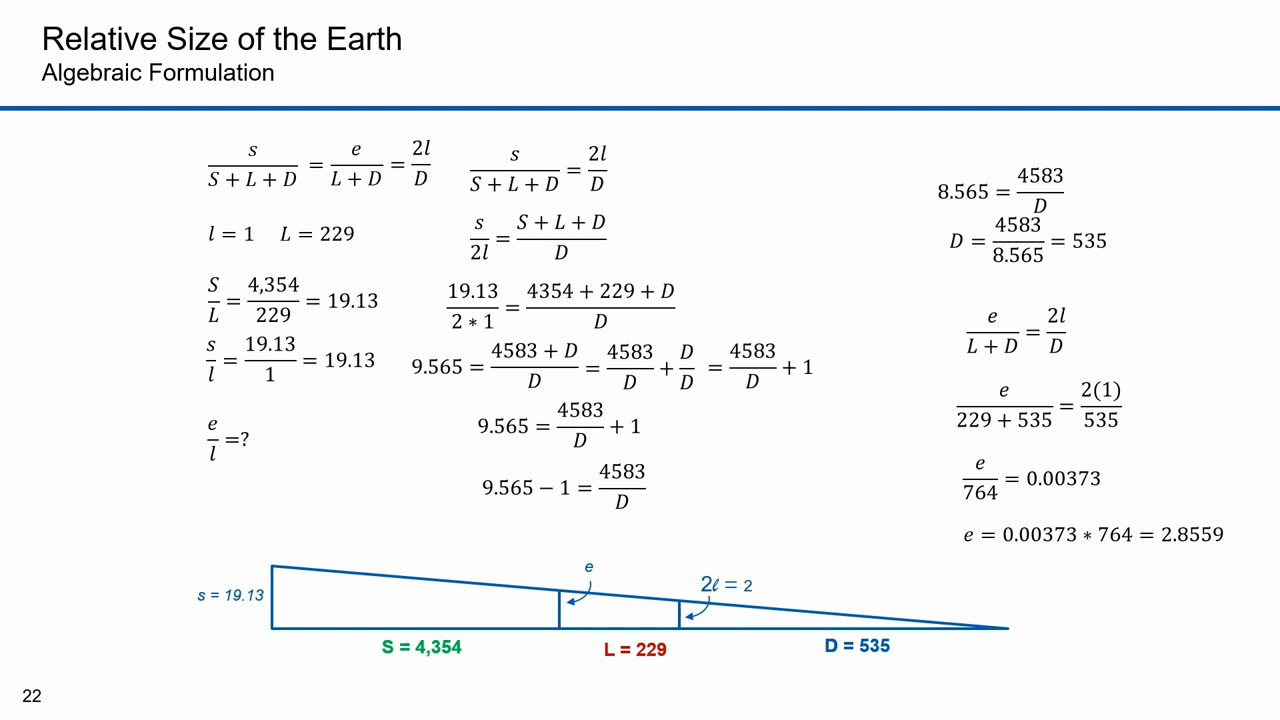 Relative Size of the Earth
Algebraic Formulation
s/(S + L + D) = e/(L + D) = 2l/D
l = 1 L = 229
S/L = 4,354/229 = 19.13
s/l = 19.13/1 = 19.13
e/l =?
s/(S + L + D) = 2l/D
s/2l = (S + L + D)/D
19.13/(2 ∗ 1) = (4354 + 229 + D)/D
9.565 = (4583 + D)/D = 4583/D + D/D = 4583/D + 1
9.565 = 4583/D + 1
9.565 − 1 = 4583/D
8.565 = 4583/D
D = 4583/8.565 = 535
e/(L + D) = 2l/D
e/(229 + 535) = 2(1)/535
e/764 = 0.00373
e = 0.00373 ∗ 764 = 2.8559
s = 19.13
e
2ℓ = 2
S = 4,354
L = 229
D = 535
22